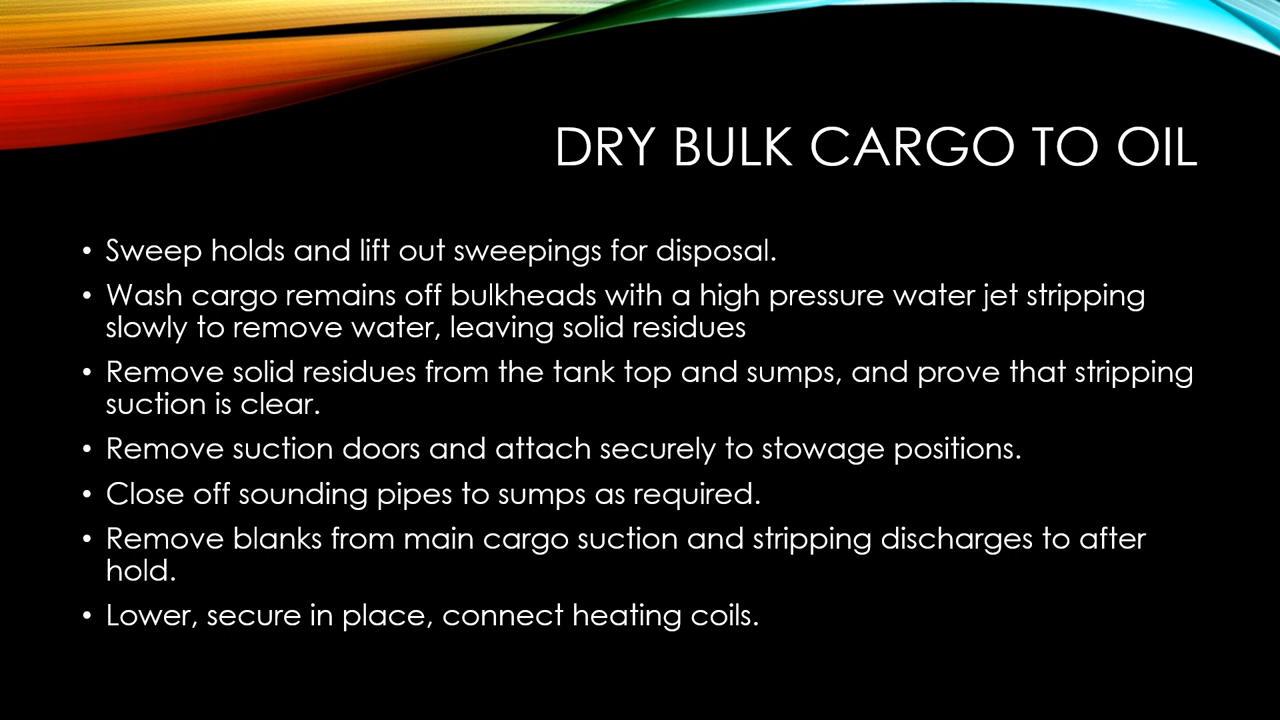 DRY BULK CARGO TO OIL
• Sweep holds and lift out sweepings for disposal.
• Wash cargo remains off bulkheads with a high pressure water jet stripping
slowly to remove water, leaving solid residues
• Remove solid residues from the tank top and sumps, and prove that stripping
suction is clear.
• Remove suction doors and attach securely to stowage positions.
• Close off sounding pipes to sumps as required.
• Remove blanks from main cargo suction and stripping discharges to after
hold.
• Lower, secure in place, connect heating coils.